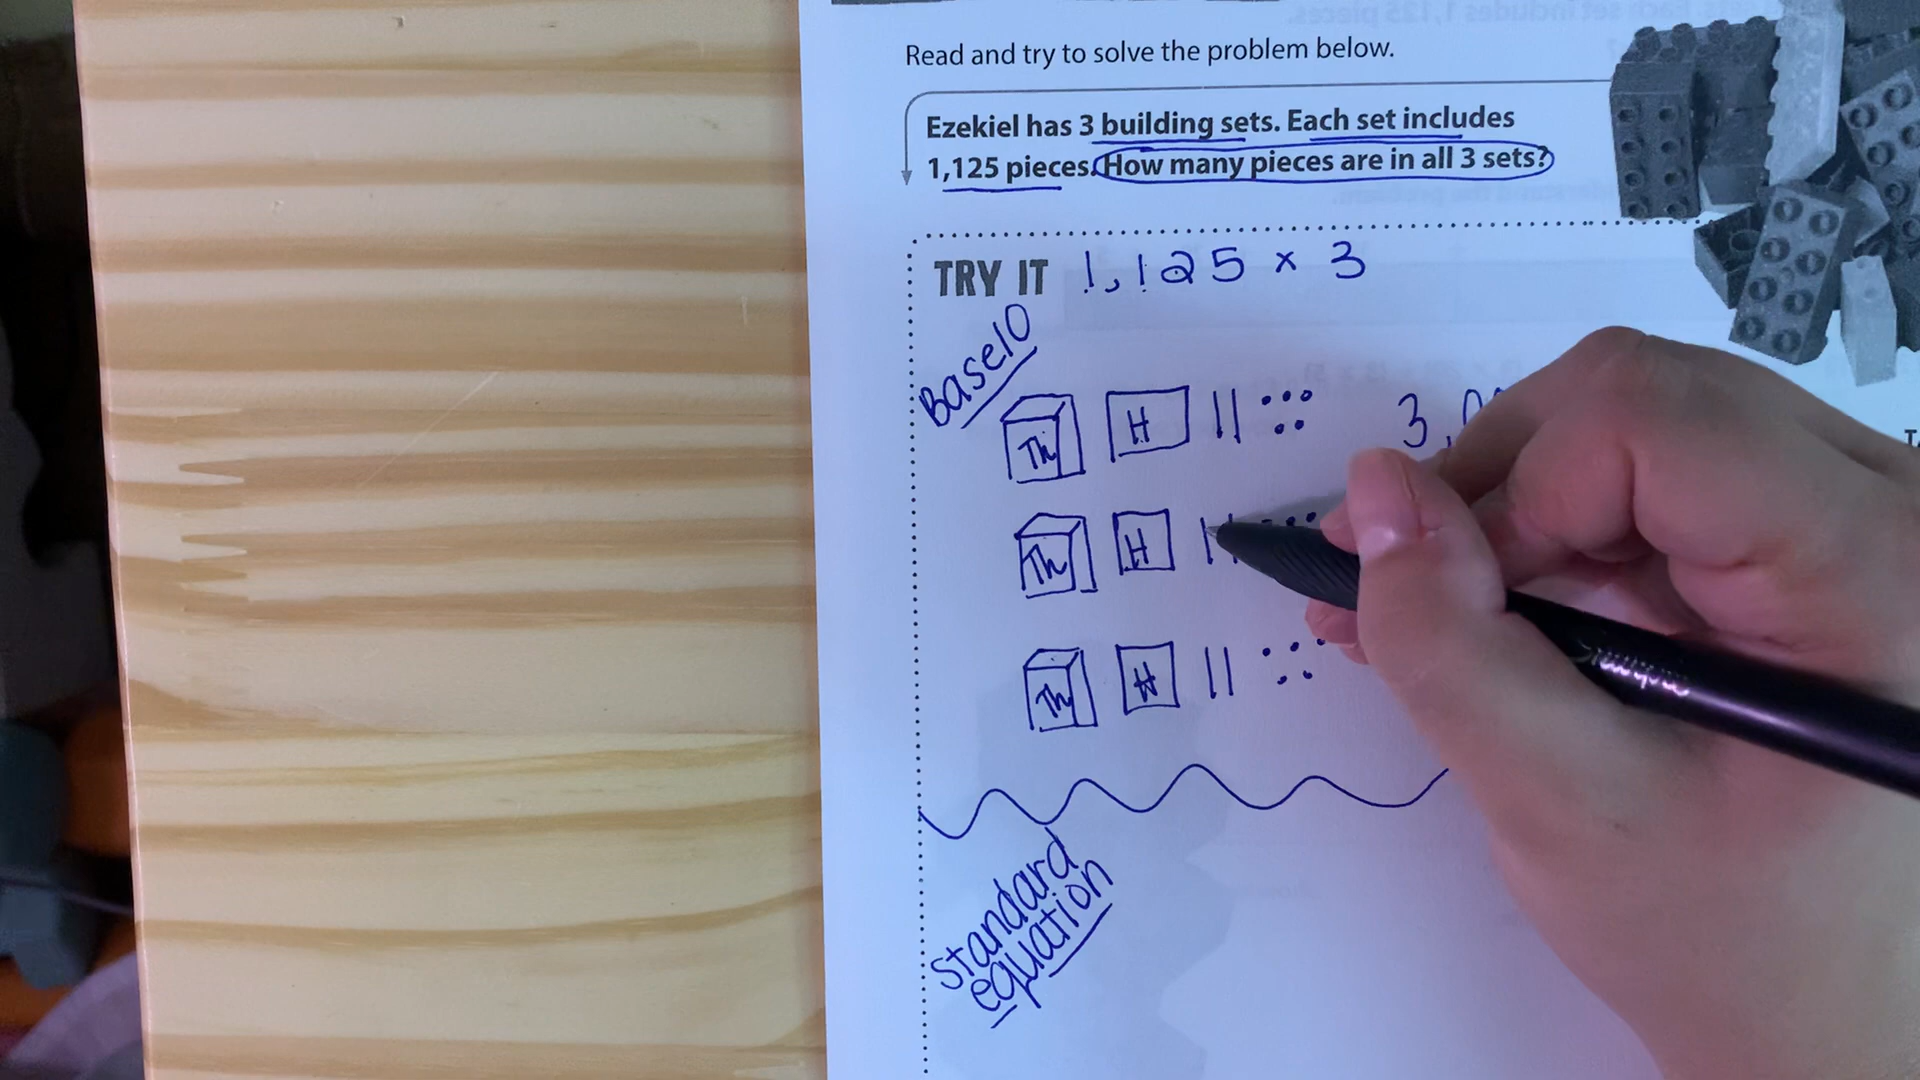 Read and try to solve the problem below.
Ezekiel has 3 building sets. Each set includes
1,125 pieces. How many pieces are in all 3 sets?
TRY IT 1,125 x 3
Base10
Th H
3,
Th H
Th H
Standard
equation